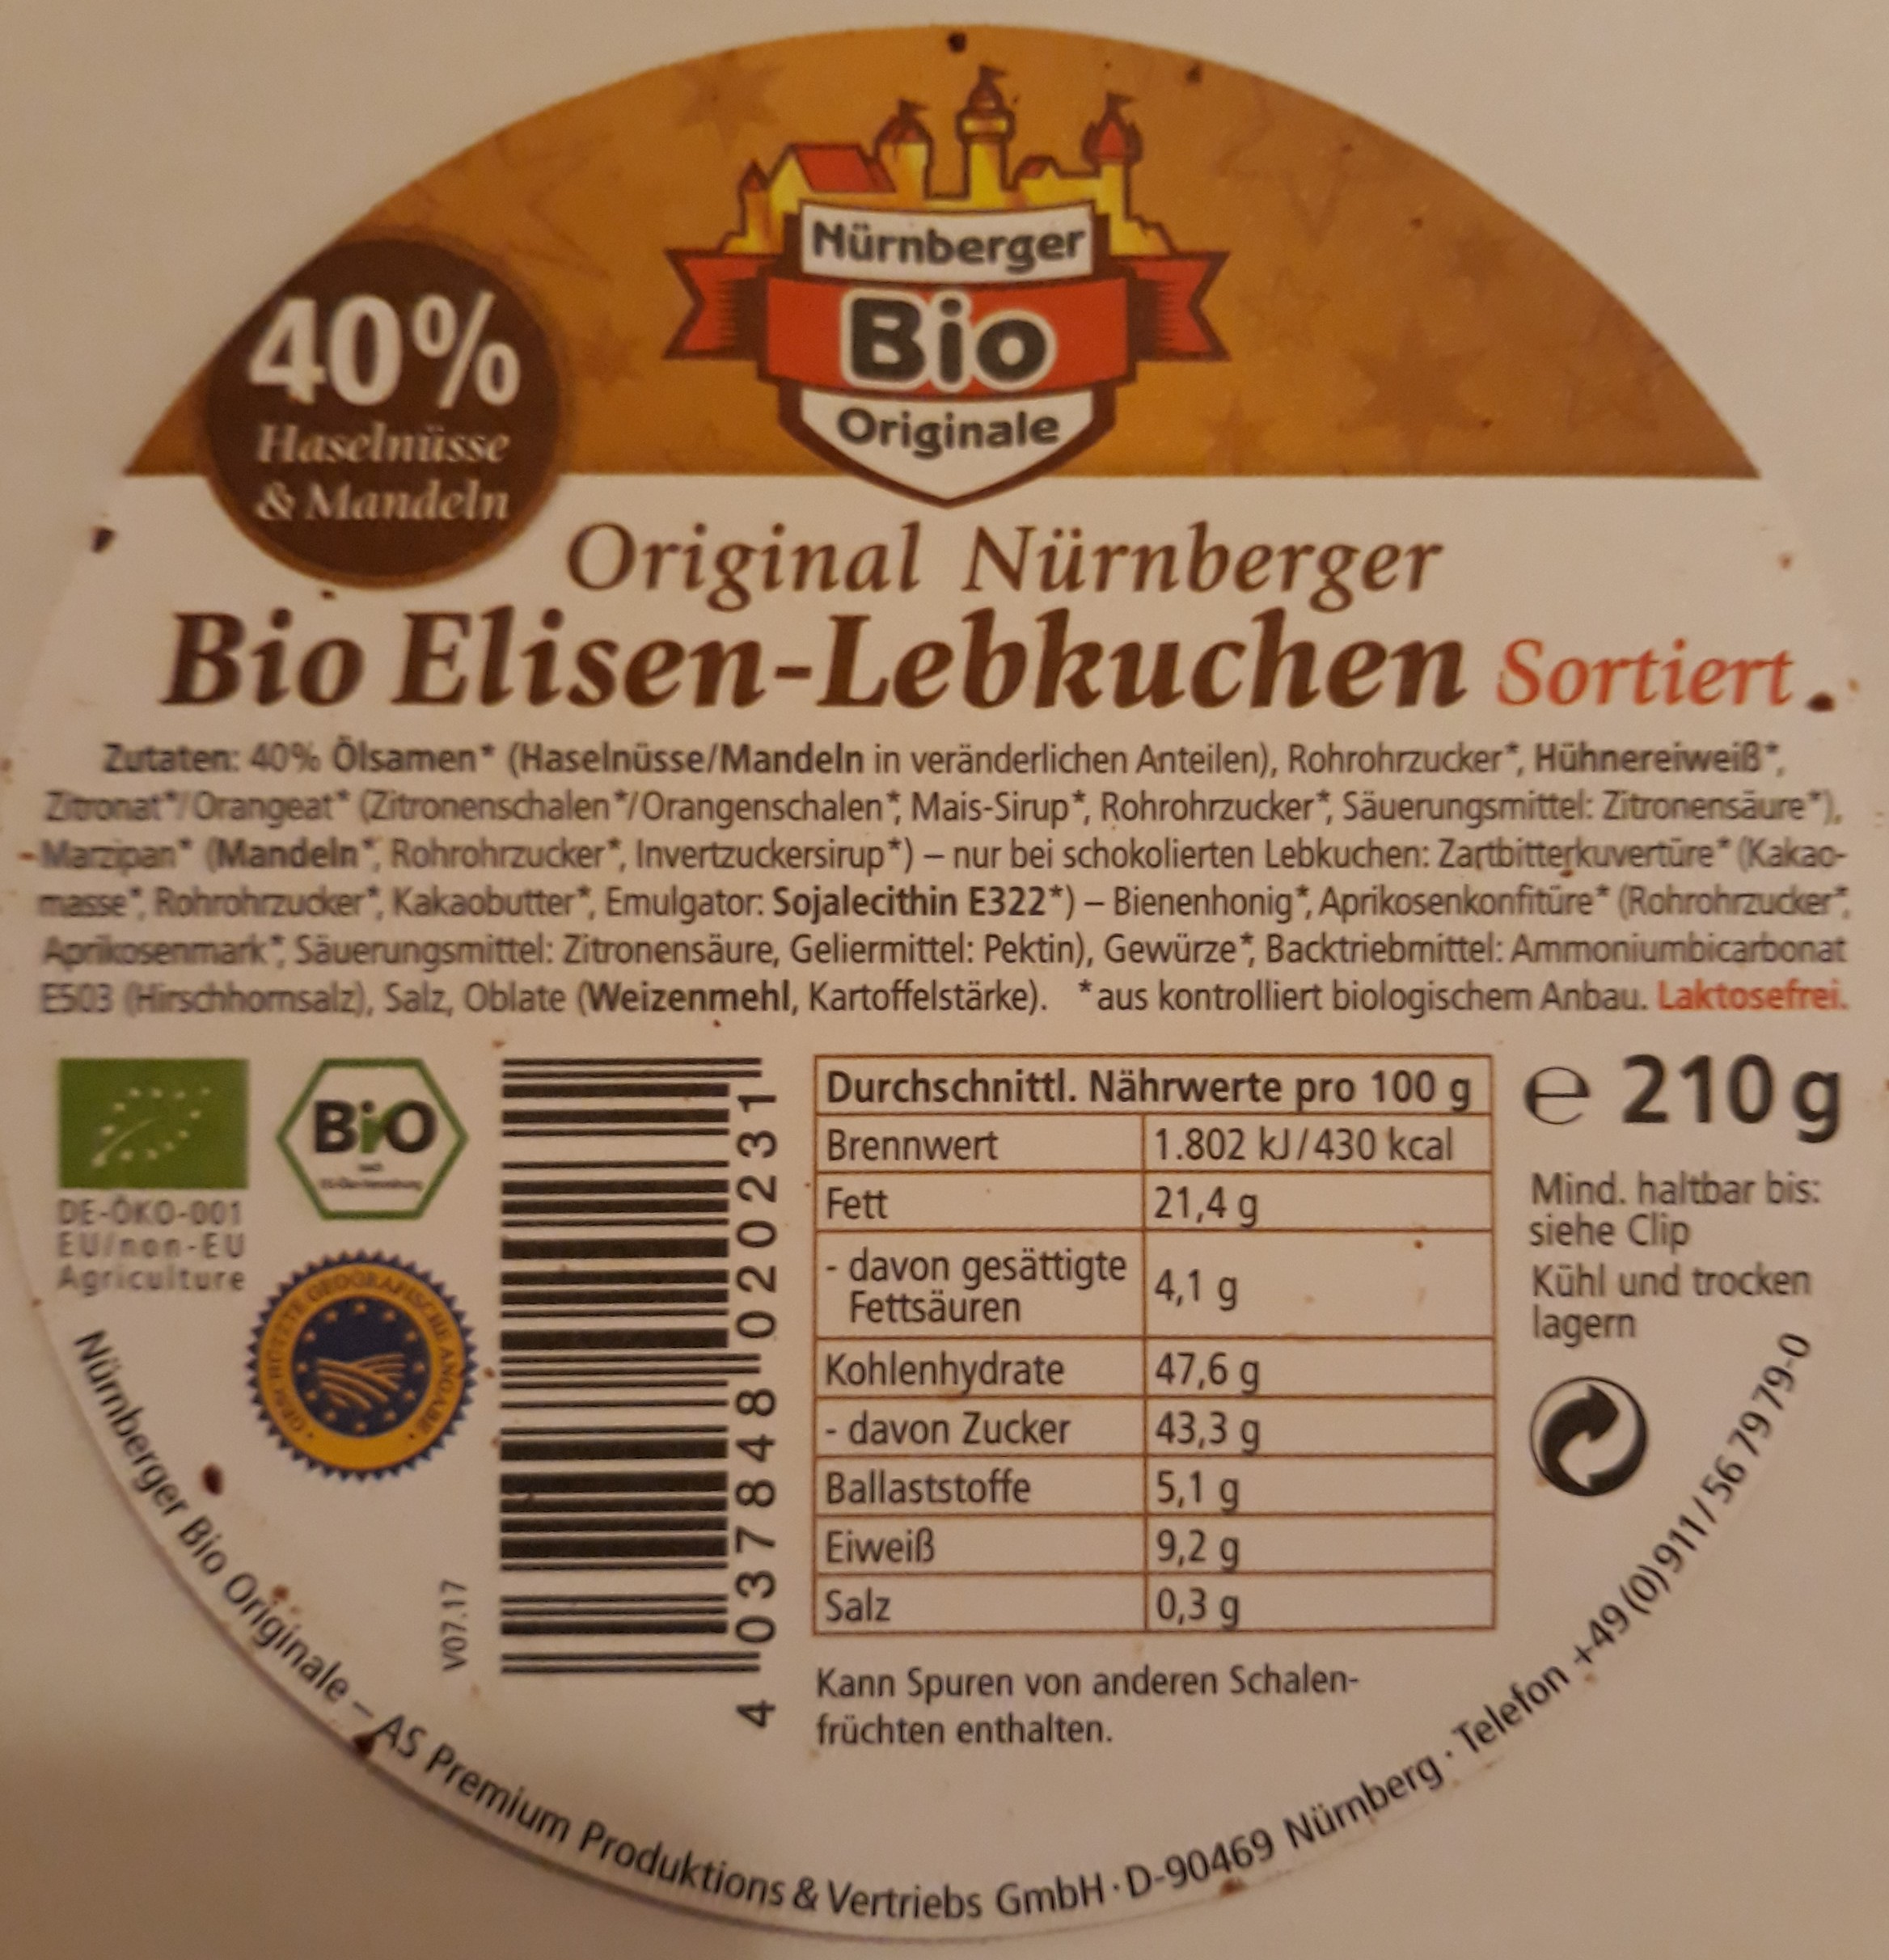 Nürnberger
Bio
Originale
40%
Haselnüsse
& Mandeln
Original Nürnberger
Bio Elisen-Lebkuchen Sortiert
Zutaten: 40% Ölsamen* (Haselnüsse/Mandeln in veränderlichen Anteilen), Rohrohrzucker*, Hühnereiweiß*,
Zitronat*/Orangeat* (Zitronenschalen*/Orangenschalen*, Mais-Sirup*, Rohrohrzucker*, Säuerungsmittel: Zitronensäure*),
Marzipan* (Mandeln*, Rohrohrzucker*, Invertzuckersirup*) – nur bei schokolierten Lebkuchen: Zartbitterkuvertüre* (Kakao-
masse*, Rohrohrzucker*, Kakaobutter*, Emulgator: Sojalecithin E322*) – Bienenhonig*, Aprikosenkonfitüre* (Rohrohrzucker*,
Aprikosenmark*, Säuerungsmittel: Zitronensäure, Geliermittel: Pektin), Gewürze*, Backtriebmittel: Ammoniumbicarbonat
E503 (Hirschhornsalz), Salz, Oblate (Weizenmehl, Kartoffelstärke). *aus kontrolliert biologischem Anbau. Laktosefrei.
DE-ÖKO-001
EU/non-EU
Agriculture
BiO
GESCHÜTZTE GEOGRAFISCHE ANGABE
V07.17
4 037848 020231
Durchschnittl. Nährwerte pro 100 g
Brennwert 1.802 kJ/430 kcal
Fett 21,4 g
- davon gesättigte
Fettsäuren 4,1 g
Kohlenhydrate 47,6 g
- davon Zucker 43,3 g
Ballaststoffe 5,1 g
Eiweiß 9,2 g
Salz 0,3 g
Kann Spuren von anderen Schalen-
früchten enthalten.
e 210 g
Mind. haltbar bis:
siehe Clip
Kühl und trocken
lagern
Nürnberger Bio Originale – AS Premium Produktions & Vertriebs GmbH · D-90469 Nürnberg · Telefon +49 (0) 911 / 56 79 79-0